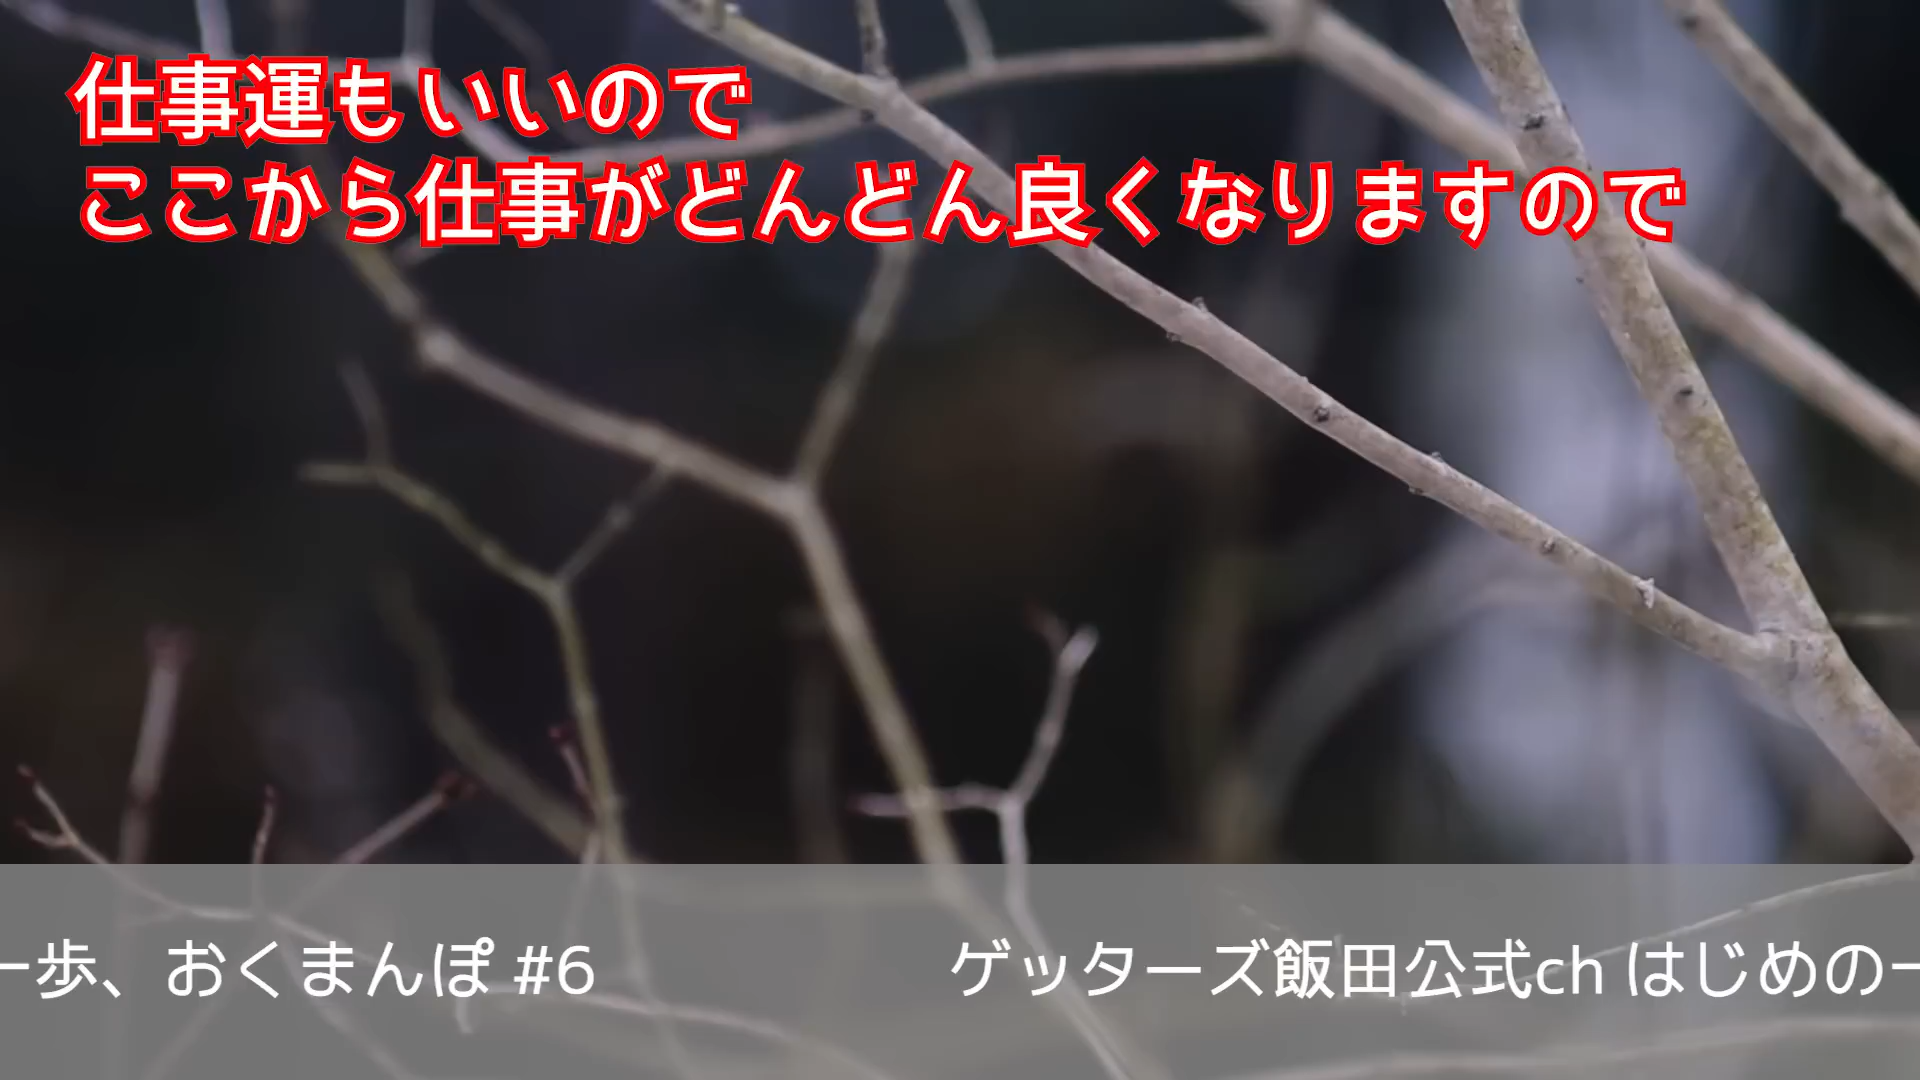 仕事運もいいので
ここから仕事がどんどん良くなりますので
一歩、おくまんぽ #6 ゲッターズ飯田公式ch はじめの一